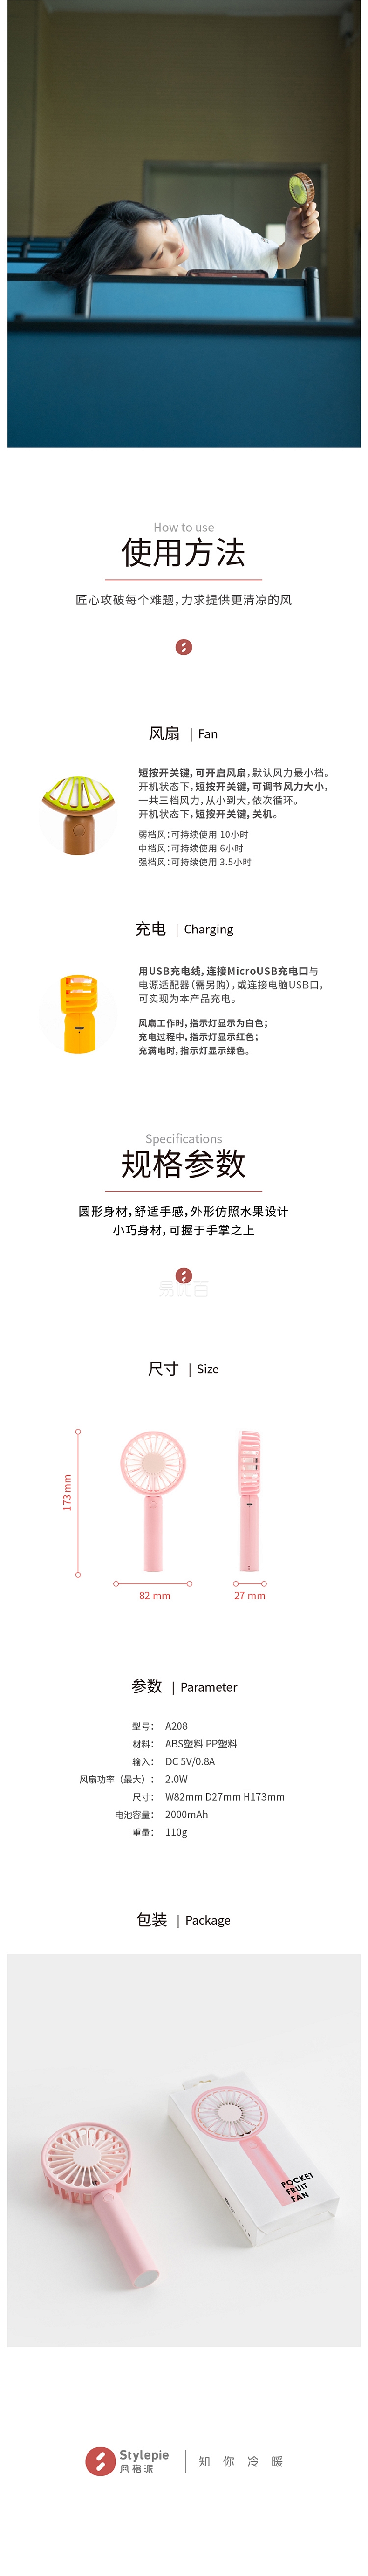 How to use
使用方法
匠心攻破每个难题，力求提供更清凉的风
风扇 | Fan
短按开关键，可开启风扇，默认风力最小档。
开机状态下，短按开关键，可调节风力大小，
一共三档风力，从小到大，依次循环。
开机状态下，短按开关键，关机。
弱档风：可持续使用 10小时
中档风：可持续使用 6小时
强档风：可持续使用 3.5小时
充电 | Charging
用USB充电线，连接MicroUSB充电口与
电源适配器（需另购），或连接电脑USB口，
可实现为本产品充电。
风扇工作时，指示灯显示为白色；
充电过程中，指示灯显示红色；
充满电时，指示灯显示绿色。
Specifications
规格参数
圆形身材，舒适手感，外形仿照水果设计
小巧身材，可握于手掌之上
易优百
尺寸 | Size
173 mm
82 mm
27 mm
参数 | Parameter
型号： A208
材料： ABS塑料 PP塑料
输入： DC 5V/0.8A
风扇功率（最大）： 2.0W
尺寸： W82mm D27mm H173mm
电池容量： 2000mAh
重量： 110g
包装 | Package
POCKET
FRUIT
FAN
Stylepie
风格派
知你冷暖